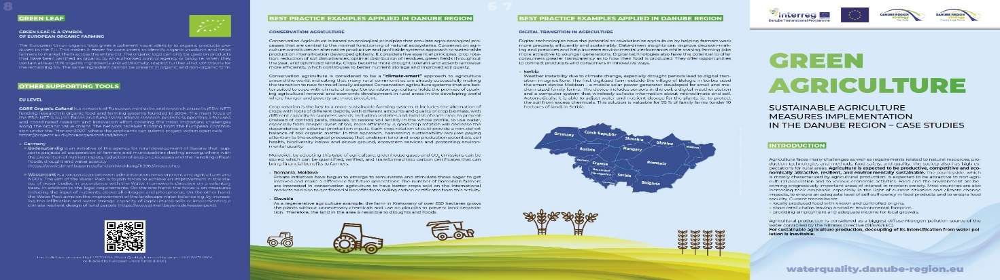 8
GREEN LEAF
GREEN LEAF IS A SYMBOL
OF EUROPEAN ORGANIC FARMING
The European Union organic logo gives a coherent visual identity to organic products pro-
duced in the EU. This makes it easier for consumers to identify organic products and helps
farmers to market them across the entire EU. The organic logo can only be used on products
that have been certified as organic by an authorised control agency or body, i.e. when they
contain at least 95% organic ingredients and additionally, respect further strict conditions for
the remaining 5%. The same ingredient cannot be present in organic and non-organic form.
OTHER SUPPORTING TOOLS
EU LEVEL
CORE Organic Cofund is a network of European ministries and research councils (ERA-NET)
funding research in organic food and farming systems founded in 2004. The main focus of
the ERA-NET is to join forces and fund transnational research projects supporting a focused
and coordinated research and innovation effort covering the most important challenges
along the organic value chains. The network receives funding from the European Commis-
sion under the "Horizon2020" where the applicants can submit project within open calls.
https://projects.au.dk/coreorganiccofund/about
Germany
» Bodenständig is an initiative of the agency for rural development of Bavaria that sup-
ports projects of cooperation of farmers and municipalities dealing among others with
the prevention of nutrients input, reduction of erosion processes and the handling of flash
floods, drought and water scarcity
» Wasserpakt is a cooperation between administration (environment and agriculture) and
NGO's. The aim of the Water Pact is to join forces to achieve an improvement in the sta-
tus of water bodies in accordance with the Water Framework Directive on a voluntary
basis, in addition to the legal requirements. On the one hand, the focus is on measures
reducing the input of nutrients, above all nitrogen and phosphorus. On the other hand,
the Water Pact aims on the improvement of the landscape water balance e.g. by increas-
ing the infiltration and water storage capacity of (agricultural) soils or implementing a
climate resilient design of land parcels (https://www.stmelf.bayern.de/wasserpakt).
co-funded by European Union funds (ERDF).
6
BEST PRACTICE EXAMPLES APPLIED IN DANUBE REGION
CONSERVATION AGRICULTURE
Conservation Agriculture is based on ecological principles that emulate agro-ecological pro-
cesses that are central to the normal functioning of natural ecosystems. Conservation agri-
culture constitutes an alternative productive and profitable systems approach to sustainable
production intensification developed globally. It considers five essential principles: crop rota-
tion, reduction of soil disturbances, optimal distribution of residues, green fields throughout
the year, and optimized fertility. Crops become more drought tolerant and absorb rainwater
more efficiently, which contributes to better nutrient storage and improved soil quality.
Conservation agriculture is considered to be a "climate-smart" approach to agriculture
around the world, indicating that many rural communities are already successfully making
the transition to new forms of locally adapted Conservation agriculture systems that are bet-
ter suited to cope with climate change. Conservation agriculture holds the promise of spark-
ing agricultural renewal and economic development in rural areas in the developing world
where hunger and poverty are most prevalent.
Crop rotation is the key to a more sustainable farming system. It includes the alternation of
crops with roots of different depths, with different amounts and quality of crop biomass, with
different capacity to suppress weeds, including varieties and hybrids of each crop, to prevent
(instead of control) pests, diseases, to restore soil fertility in the whole profile, to use water,
especially from deeper layers of soil, more efficiently. A good crop rotation will decrease the
dependence on external production inputs. Each crop rotation should provide a non-deficit
balance of soil organic matter. In this approach, harnessing sustainability requires paying
attention to the ecological processes that underpin land and crop production potentials, soil
health, biodiversity below and above ground, ecosystem services and protecting environ-
mental quality.
Moreover, by adopting this type of agriculture, greenhouse gases and CO2 emissions can be
stored, which can be quantified, verified, and transformed into carbon certificates that can
bring financial benefits to farmers.
Romania, Moldova
Private initiatives have begun to emerge to remunerate and stimulate those eager to get
involved and make a difference for future generations. The number of Romanian farmers
are interested in conservation agriculture to have better crops sold on the international
markets and also to get financial benefits from selling carbon certificates from this activity.
Slovakia
As a regenerative agriculture example, the farm in Krakovany of over 650 hectares grows
the plants without unnecessary chemicals and use no ploughs to prevent land degrada-
tion. Therefore, the land in the area is resistible to droughts and floods.
7
BEST PRACTICE EXAMPLES APPLIED IN DANUBE REGION
DIGITAL TRANSITION IN AGRICULTURE
Digital technologies have the potential to revolutionise agriculture by helping farmers work
more precisely, efficiently and sustainably. Data-driven insights can improve decision-mak-
ing and practices and help increase environmental performance while making farming jobs
more attractive to younger generations. Digital technologies also have the potential to offer
consumers greater transparency as to how their food is produced. They offer opportunities
to connect producers and consumers in innovative ways.
Serbia
Weather instability due to climate change, especially drought periods lead to digital tran-
sition in agriculture. The first digitized farm outside the village of Belegis in Serbia used
the smart device Mobisun – a mobile solar power generator developed for small and me-
dium-sized family farms. The device includes sensors in the soil, a digital weather station
and a computer system that wirelessly collects information about microclimate and soil.
Automatically, it is able to adjust water and nutrient dosage for the plants, i.e. to protect
the soil from excess chemicals. This solution is valuable for 95 % of family farms (under 10
hectares of land) in Serbia.
Germany
Czech Republic
Slovakia
Ukraine
Moldova
Austria
Hungary
Slovenia
Croatia
Romania
Bosnia and
Herzegovina
Serbia
Bulgaria
Interreg
Danube Transnational Programme
DANUBE REGION
strategy
DANUBE REGION
strategy
GREEN
AGRICULTURE
SUSTAINABLE AGRICULTURE
MEASURES IMPLEMENTATION
IN THE DANUBE REGION – CASE STUDIES
INTRODUCTION
Agriculture faces many challenges as well as requirements related to natural resources, pro-
duction technologies and methods, food safety, and quality. The society also has high ex-
pectations for rural areas. Agriculture is expected to be productive, competitive and eco-
nomically attractive, resilient, and environmentally sustainable. The countryside, which
is mostly characterized by agricultural production, is expected to be attractive to non-agri-
cultural population and to various economic activities. Food and the environment are be-
coming progressively important areas of interest in modern society. Most countries are also
increasing their emphasis, especially in the light of current situation and climate change
impacts, to ensure an adequate level of self-sufficiency in food products and to ensure food
security. Current trends boost
- locally produced food with known and controlled origins,
- short retail chains leaving a smaller environmental footprint,
- providing employment and adequate income for local growers.
Agricultural production is considered as a biggest diffuse Nitrogen pollution source of the
water controlled by the Nitrates Directive (91/676/EEC).
For sustainable agriculture production, decoupling of its intensification from water pol-
lution is inevitable.
waterquality.danube-region.eu